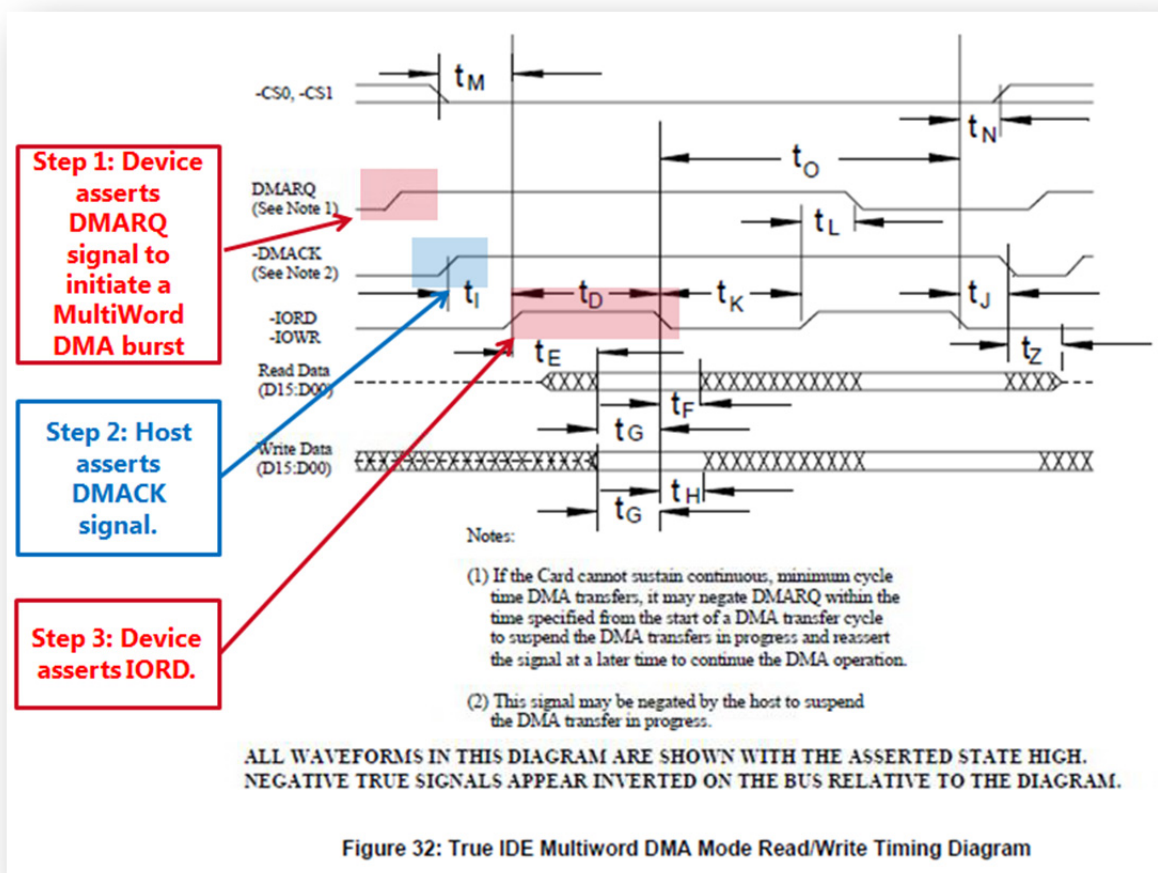 tM
-CS0, -CS1
tN
tO
Step 1: Device
asserts
DMARQ
signal to
initiate a
MultiWord
DMA burst
DMARQ
(See Note 1)
tL
-DMACK
(See Note 2)
tI
tD
tK
tJ
-IORD
-IOWR
tE
tZ
Read Data
(D15:D00)
tF
tG
Step 2: Host
asserts
DMACK
signal.
Write Data
(D15:D00)
tH
tG
Notes:
(1) If the Card cannot sustain continuous, minimum cycle
time DMA transfers, it may negate DMARQ within the
time specified from the start of a DMA transfer cycle
to suspend the DMA transfers in progress and reassert
the signal at a later time to continue the DMA operation.
Step 3: Device
asserts IORD.
(2) This signal may be negated by the host to suspend
the DMA transfer in progress.
ALL WAVEFORMS IN THIS DIAGRAM ARE SHOWN WITH THE ASSERTED STATE HIGH.
NEGATIVE TRUE SIGNALS APPEAR INVERTED ON THE BUS RELATIVE TO THE DIAGRAM.
Figure 32: True IDE Multiword DMA Mode Read/Write Timing Diagram